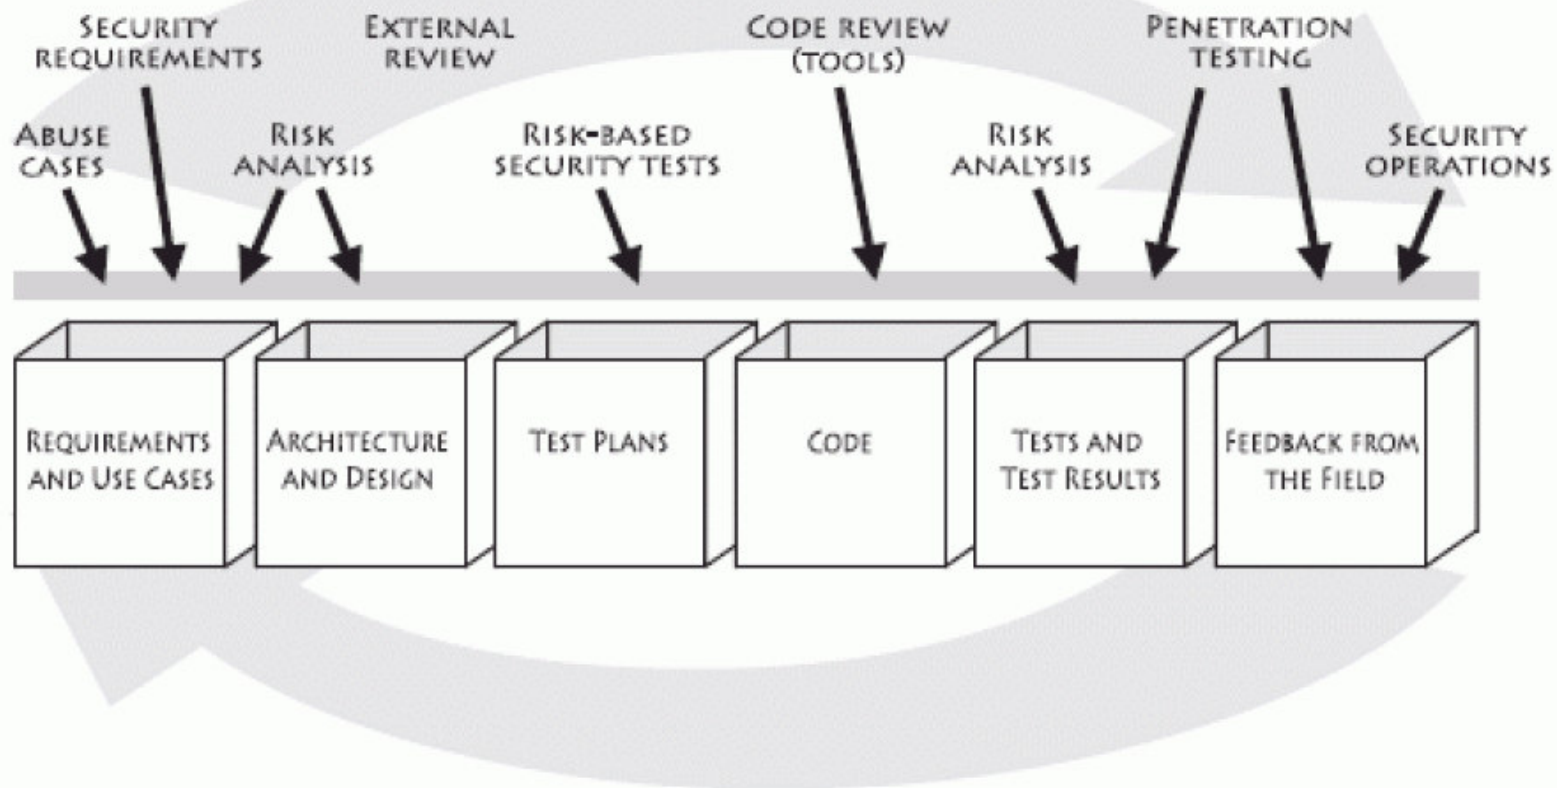 SECURITY
REQUIREMENTS
EXTERNAL
REVIEW
CODE REVIEW
(TOOLS)
PENETRATION
TESTING
ABUSE
CASES
RISK
ANALYSIS
RISK-BASED
SECURITY TESTS
RISK
ANALYSIS
SECURITY
OPERATIONS
REQUIREMENTS
AND USE CASES
ARCHITECTURE
AND DESIGN
TEST PLANS
CODE
TESTS AND
TEST RESULTS
FEEDBACK FROM
THE FIELD